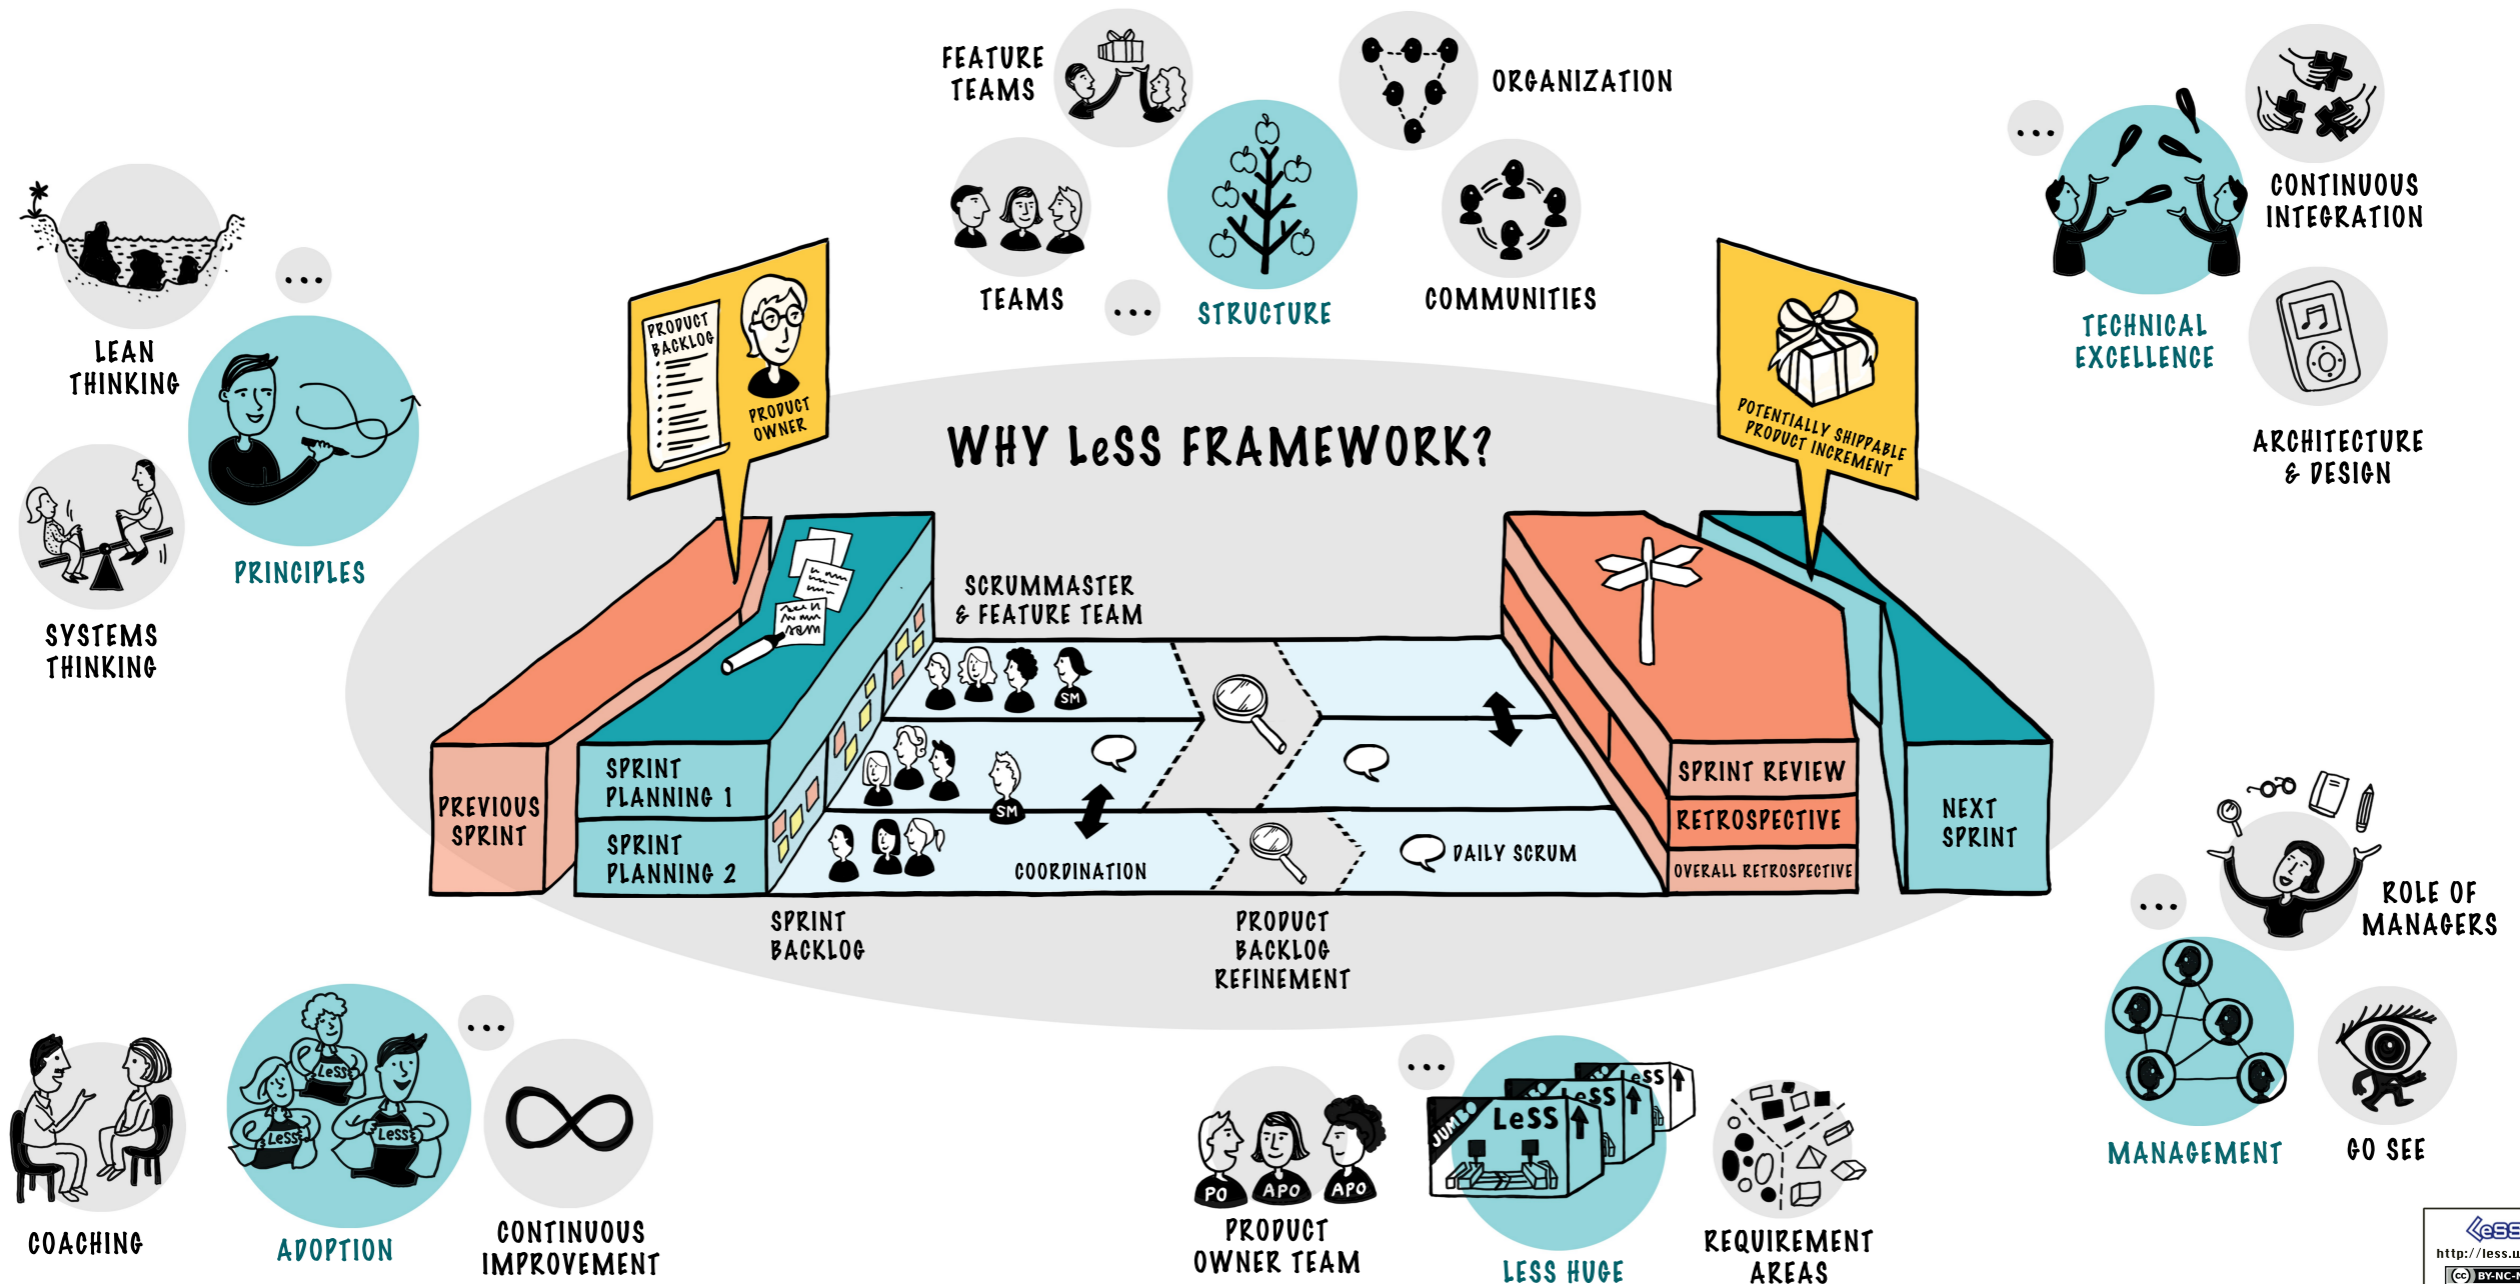 FEATURE
TEAMS
ORGANIZATION
TEAMS
STRUCTURE
COMMUNITIES
CONTINUOUS
INTEGRATION
TECHNICAL
EXCELLENCE
ARCHITECTURE
& DESIGN
LEAN
THINKING
PRINCIPLES
SYSTEMS
THINKING
PRODUCT
BACKLOG
PRODUCT
OWNER
WHY LeSS FRAMEWORK?
POTENTIALLY SHIPPABLE
PRODUCT INCREMENT
SCRUMMASTER
& FEATURE TEAM
SM
SM
PREVIOUS
SPRINT
SPRINT
PLANNING 1
SPRINT
PLANNING 2
COORDINATION
DAILY SCRUM
SPRINT REVIEW
RETROSPECTIVE
OVERALL RETROSPECTIVE
NEXT
SPRINT
SPRINT
BACKLOG
PRODUCT
BACKLOG
REFINEMENT
ROLE OF
MANAGERS
MANAGEMENT
GO SEE
LeSS
LeSS
LeSS
COACHING
ADOPTION
CONTINUOUS
IMPROVEMENT
PO
APO
APO
PRODUCT
OWNER TEAM
JUMBO
LeSS
LESS HUGE
REQUIREMENT
AREAS